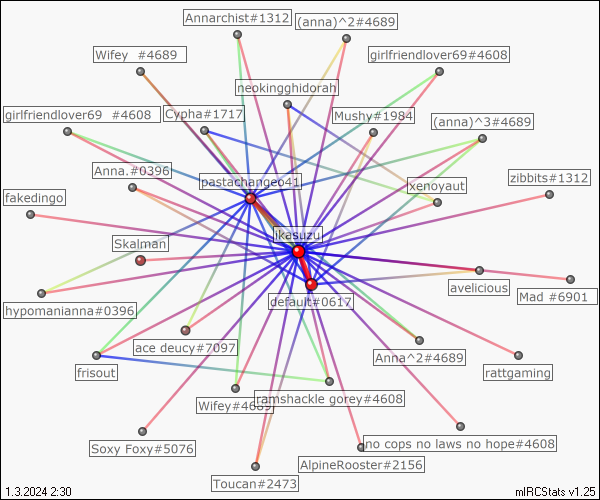 Annarchist#1312
(anna)^2#4689
Wifey #4689
girlfriendlover69#4608
neokingghidorah
girlfriendlover69 #4608
Cypha#1717
Mushy#1984
(anna)^3#4689
Anna.#0396
pastachangeo41
xenoyaut
zibbits#1312
fakedingo
ikasuzu
Skalman
default#0617
avelicious
Mad #6901
hypomanianna#0396
ace deucy#7097
Anna^2#4689
frisout
rattgaming
Wifey#4689
ramshackle gorey#4608
Soxy Foxy#5076
no cops no laws no hope#4608
AlpineRooster#2156
Toucan#2473
1.3.2024 2:30
mIRCStats v1.25